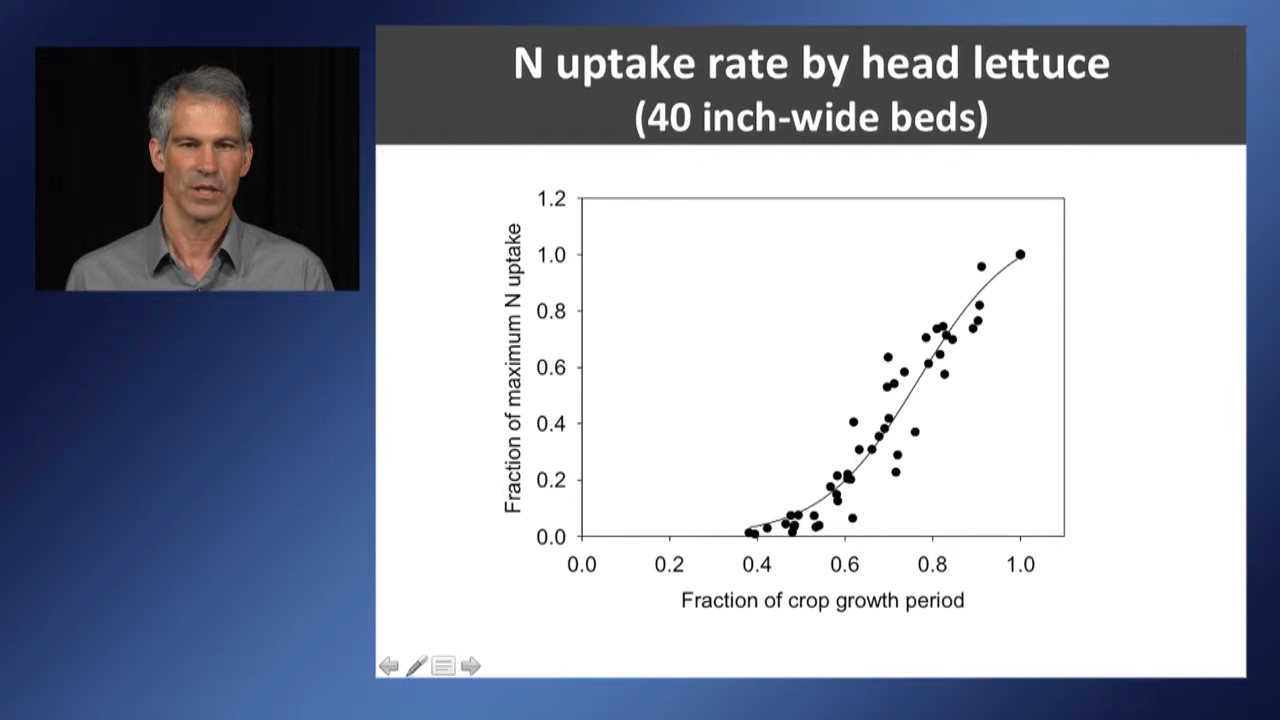 N uptake rate by head lettuce
(40 inch-wide beds)
Fraction of maximum N uptake
1.2
1.0
0.8
0.6
0.4
0.2
0.0
0.0 0.2 0.4 0.6 0.8 1.0
Fraction of crop growth period